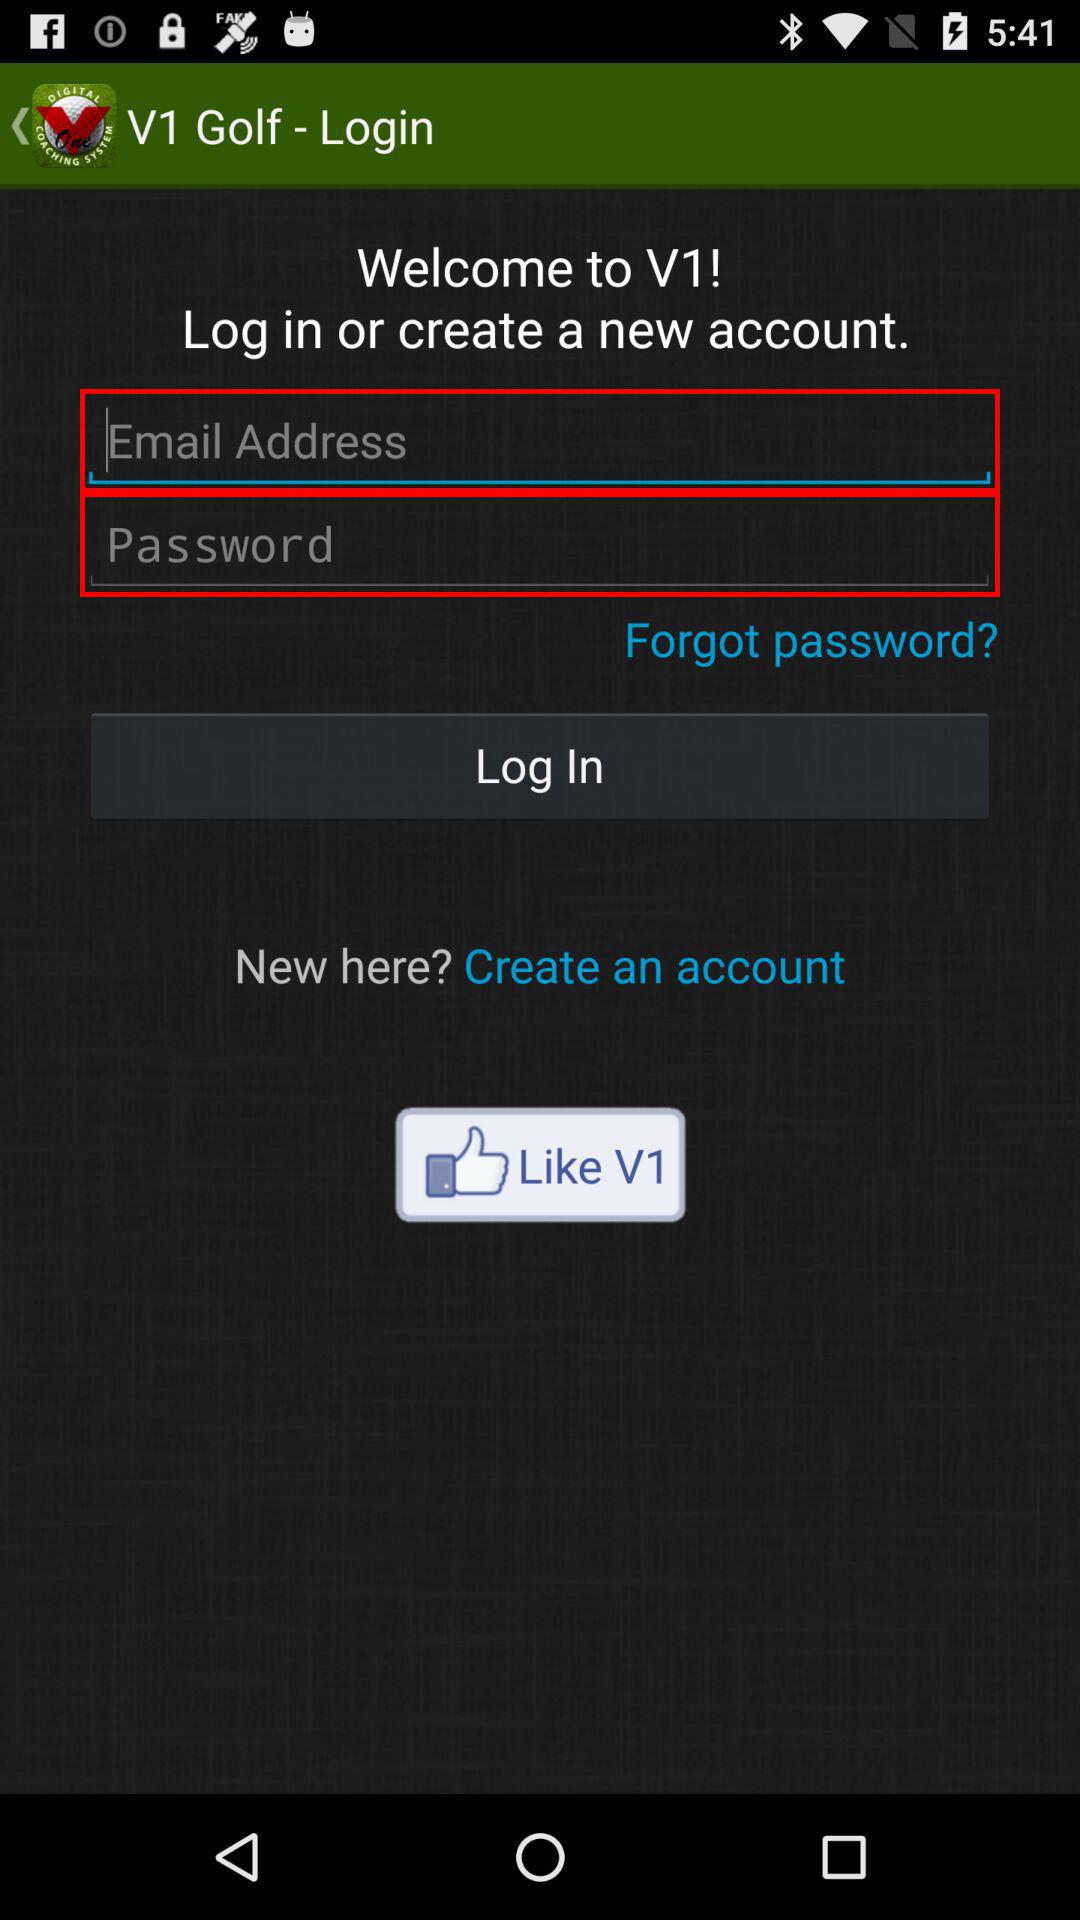 FAKE
5:41
DIGITAL
One
COACHING SYSTEM
V1 Golf - Login
Welcome to V1!
Log in or create a new account.
Email Address
Password
Forgot password?
Log In
New here? Create an account
Like V1